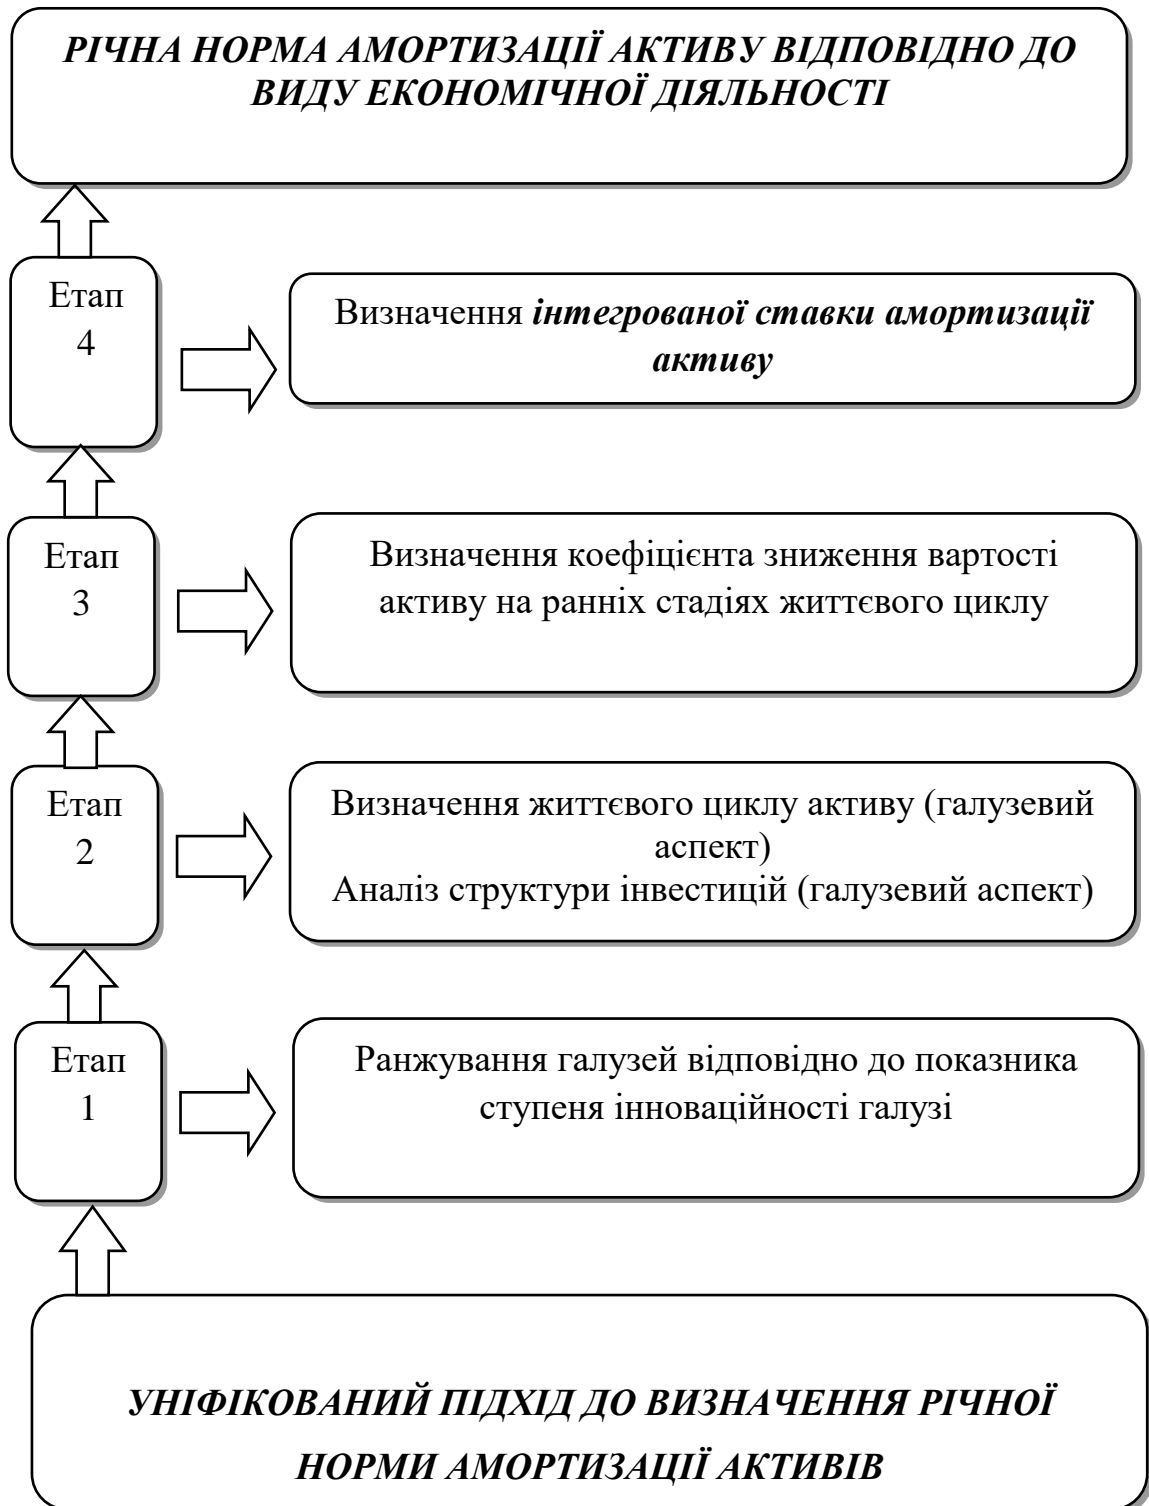 РІЧНА НОРМА АМОРТИЗАЦІЇ АКТИВУ ВІДПОВІДНО ДО
ВИДУ ЕКОНОМІЧНОЇ ДІЯЛЬНОСТІ
Етап
4
Визначення інтегрованої ставки амортизації
активу
Етап
3
Визначення коефіцієнта зниження вартості
активу на ранніх стадіях життєвого циклу
Етап
2
Визначення життєвого циклу активу (галузевий
аспект)
Аналіз структури інвестицій (галузевий аспект)
Етап
1
Ранжування галузей відповідно до показника
ступеня інноваційності галузі
УНІФІКОВАНИЙ ПІДХІД ДО ВИЗНАЧЕННЯ РІЧНОЇ
НОРМИ АМОРТИЗАЦІЇ АКТИВІВ